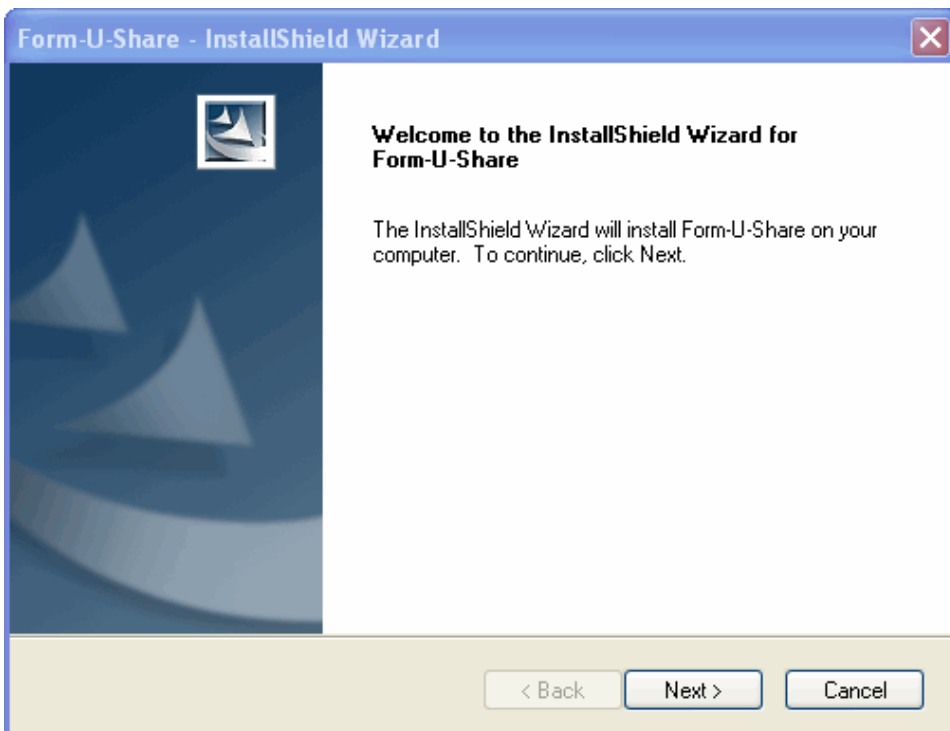 Form-U-Share - InstallShield Wizard
Welcome to the InstallShield Wizard for
Form-U-Share
The InstallShield Wizard will install Form-U-Share on your
computer.  To continue, click Next.
< Back
Next >
Cancel